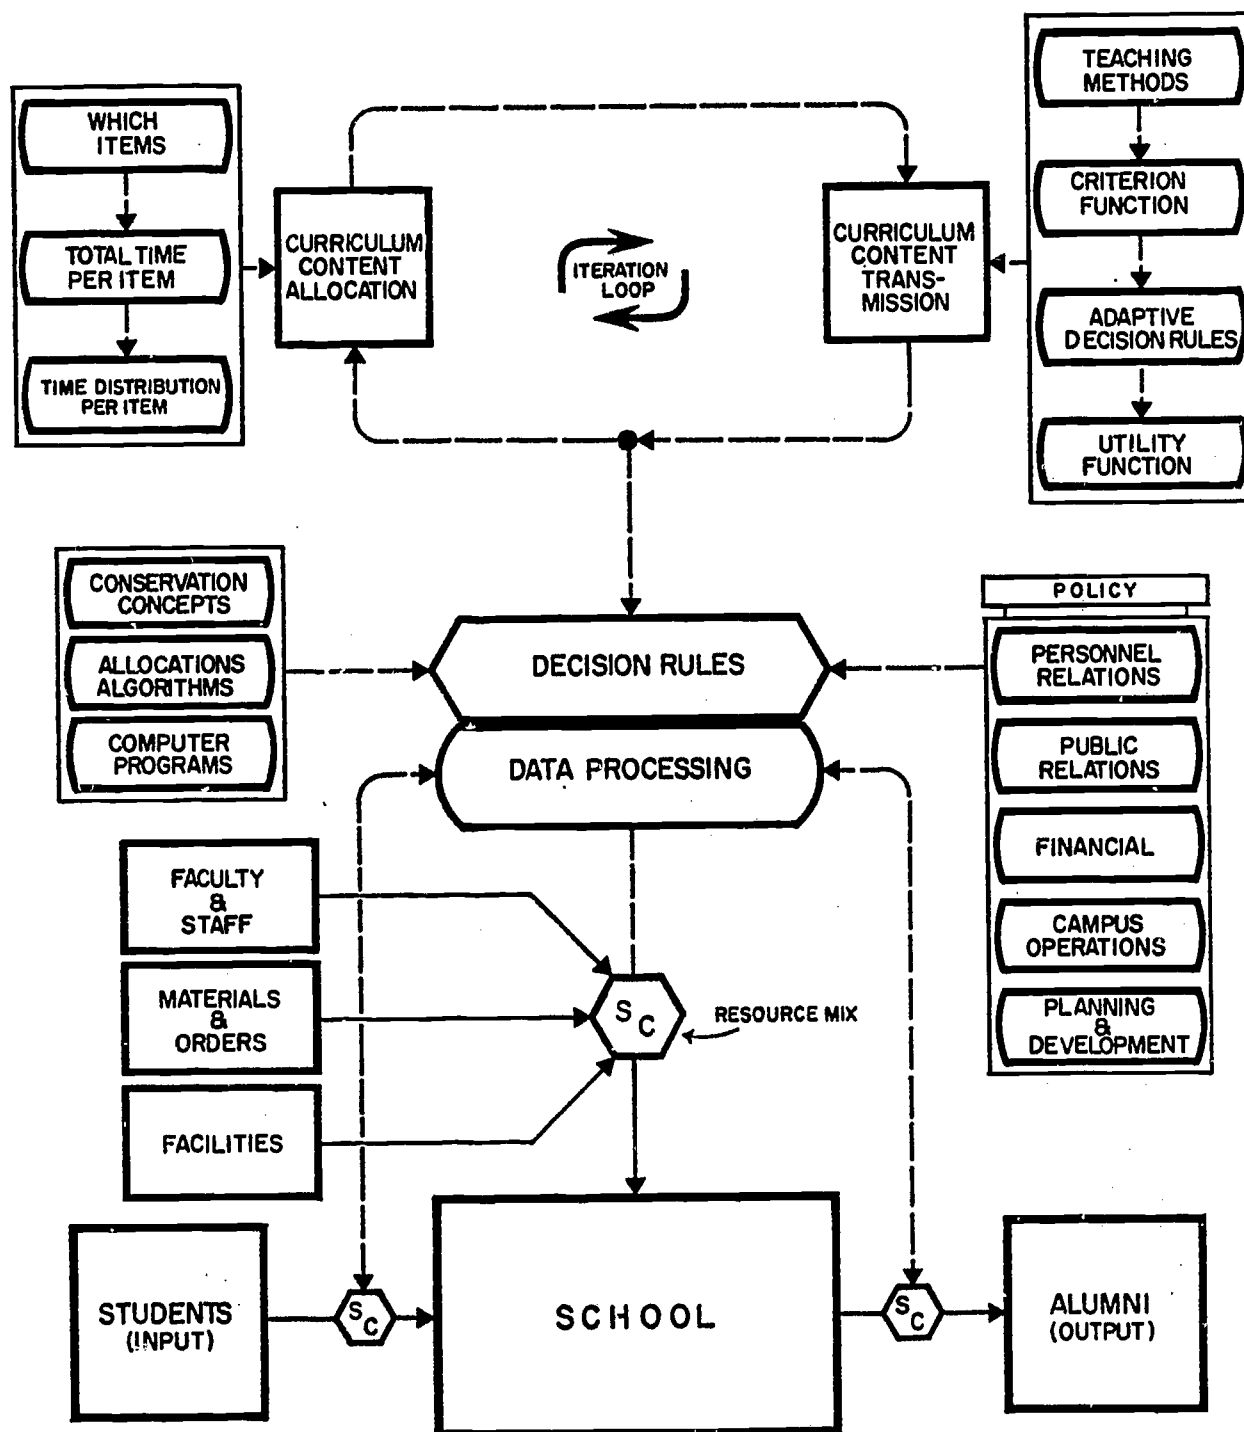 WHICH
ITEMS
TOTAL TIME
PER ITEM
TIME DISTRIBUTION
PER ITEM
CURRICULUM
CONTENT
ALLOCATION
ITERATION
LOOP
CURRICULUM
CONTENT
TRANS-
MISSION
TEACHING
METHODS
CRITERION
FUNCTION
ADAPTIVE
DECISION RULES
UTILITY
FUNCTION
CONSERVATION
CONCEPTS
ALLOCATIONS
ALGORITHMS
COMPUTER
PROGRAMS
DECISION RULES
DATA PROCESSING
POLICY
PERSONNEL
RELATIONS
PUBLIC
RELATIONS
FINANCIAL
CAMPUS
OPERATIONS
PLANNING
&
DEVELOPMENT
FACULTY
&
STAFF
MATERIALS
&
ORDERS
FACILITIES
S
C
RESOURCE MIX
STUDENTS
(INPUT)
S
C
SCHOOL
S
C
ALUMNI
(OUTPUT)